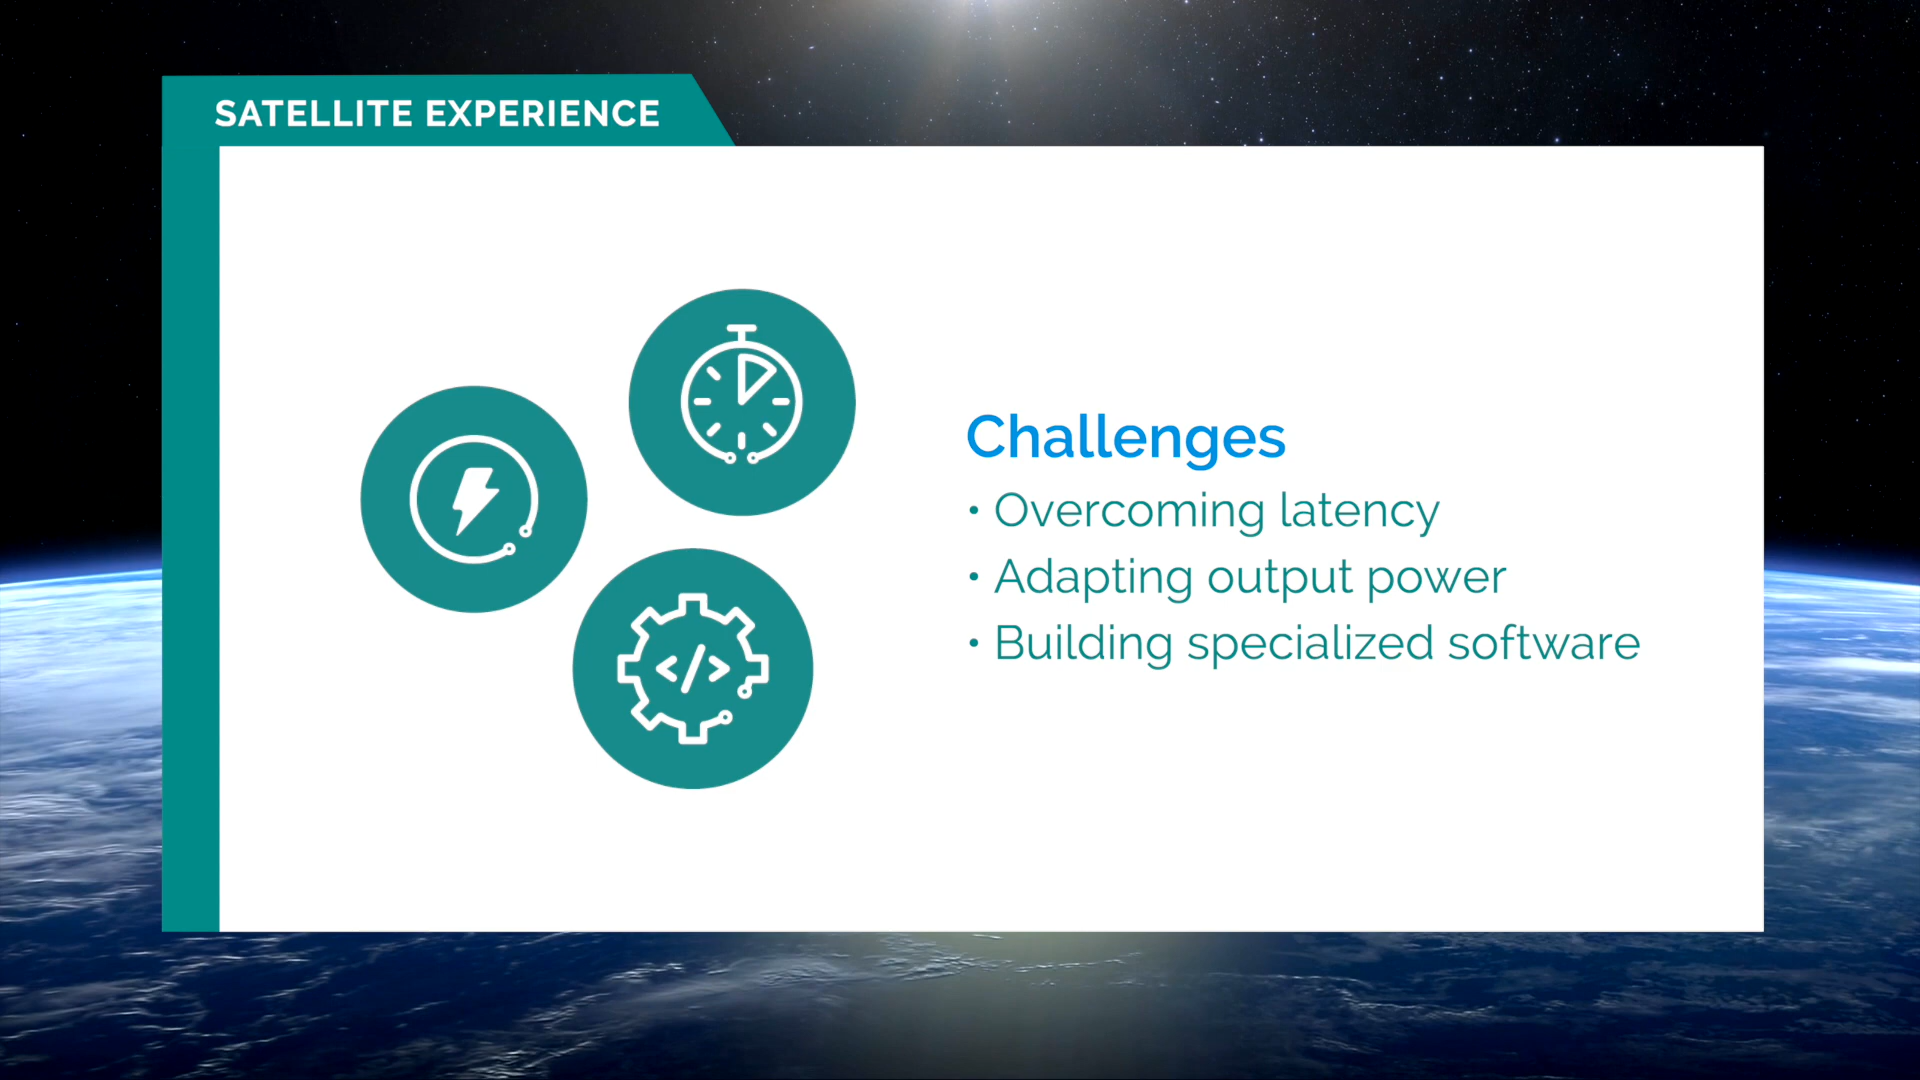 SATELLITE EXPERIENCE
</>
Challenges
• Overcoming latency
• Adapting output power
• Building specialized software